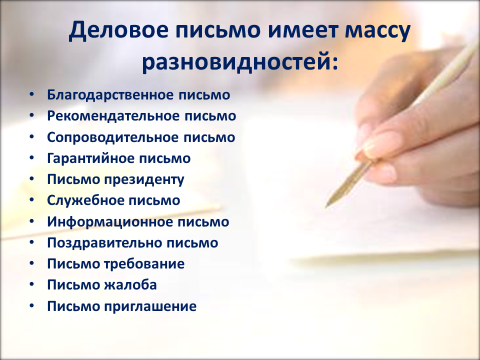 Деловое письмо имеет массу
разновидностей:
• Благодарственное письмо
• Рекомендательное письмо
• Сопроводительное письмо
• Гарантийное письмо
• Письмо президенту
• Служебное письмо
• Информационное письмо
• Поздравительно письмо
• Письмо требование
• Письмо жалоба
• Письмо приглашение